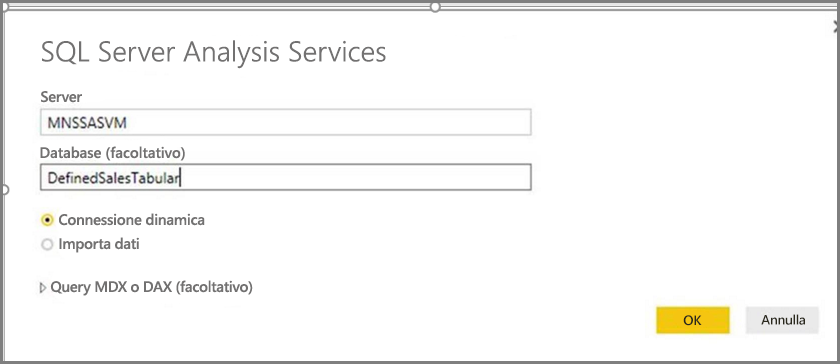 SQL Server Analysis Services
Server
MNSSASVM
Database (facoltativo)
DefinedSalesTabular
Connessione dinamica
Importa dati
Query MDX o DAX (facoltativo)
OK Annulla